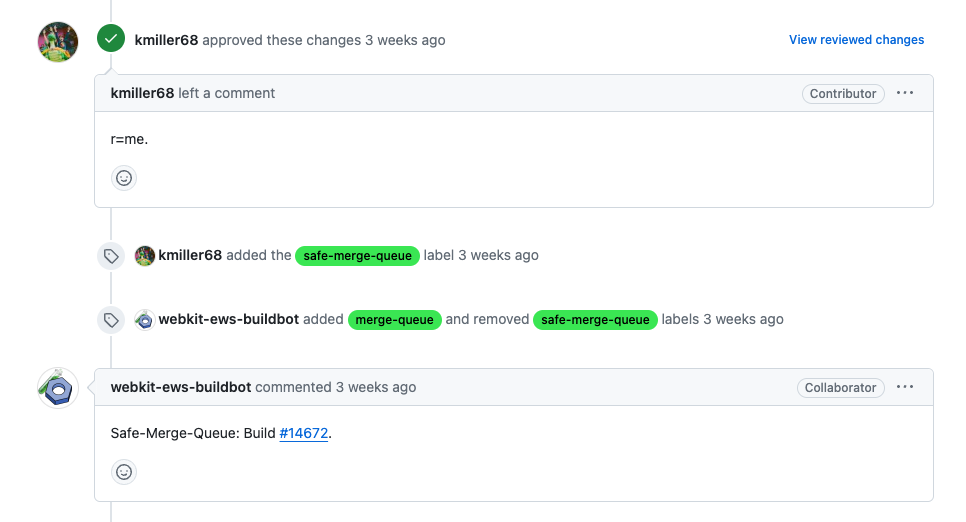 kmiller68 approved these changes 3 weeks ago View reviewed changes
kmiller68 left a comment Contributor ...
r=me.
kmiller68 added the safe-merge-queue label 3 weeks ago
webkit-ews-buildbot added merge-queue and removed safe-merge-queue labels 3 weeks ago
webkit-ews-buildbot commented 3 weeks ago Collaborator ...
Safe-Merge-Queue: Build #14672.